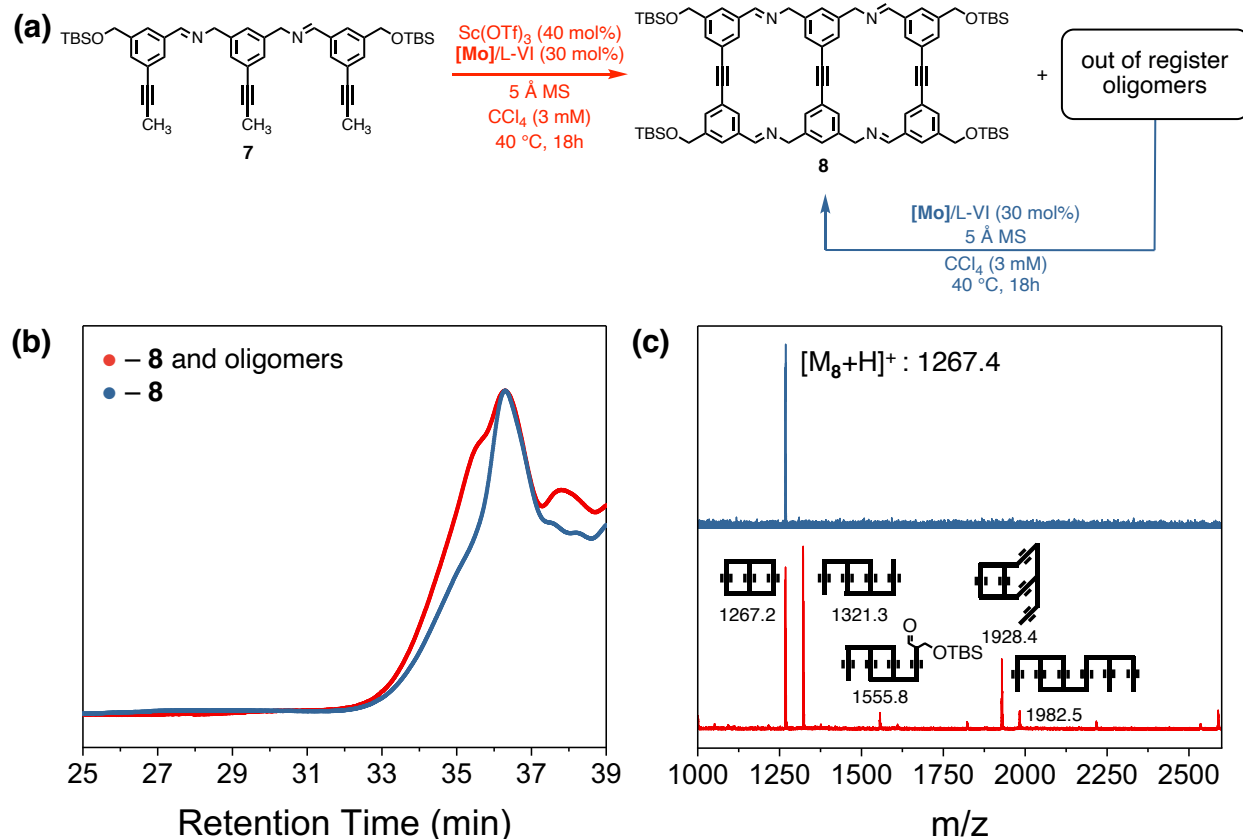 (a)
TBSO
N
N
OTBS
CH3
CH3
CH3
7
Sc(OTf)3 (40 mol%)
[Mo]/L-VI (30 mol%)
5 Å MS
CCl4 (3 mM)
40 °C, 18h
TBSO
N
N
OTBS
TBSO
N
N
OTBS
8
+
out of register
oligomers
[Mo]/L-VI (30 mol%)
5 Å MS
CCl4 (3 mM)
40 °C, 18h
(b)
– 8 and oligomers
– 8
25 27 29 31 33 35 37 39
Retention Time (min)
(c)
[M8+H]+ : 1267.4
1267.2
1321.3
O
OTBS
1555.8
1928.4
1982.5
1000 1250 1500 1750 2000 2250 2500
m/z